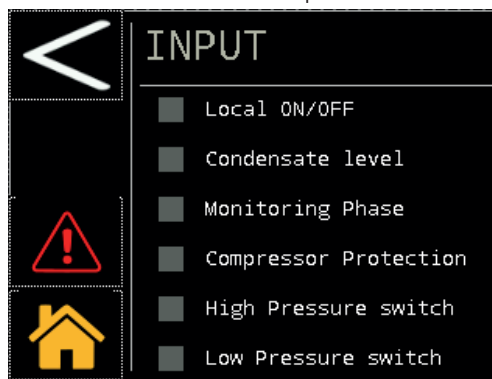 INPUT
Local ON/OFF
Condensate level
Monitoring Phase
Compressor Protection
High Pressure switch
Low Pressure switch